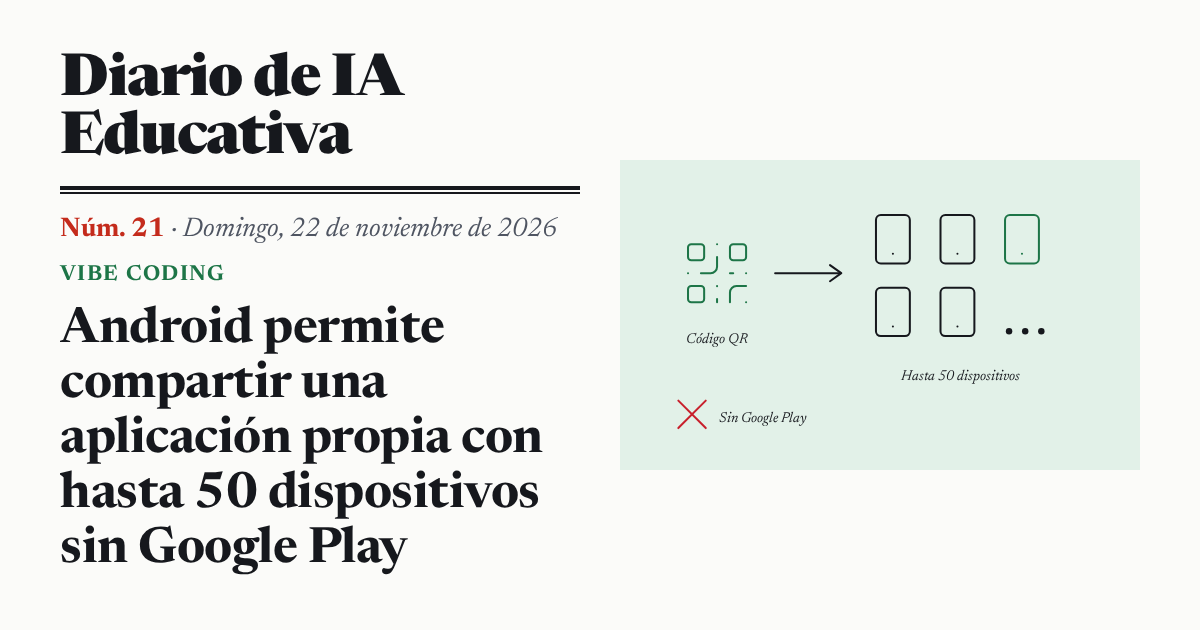 Diario de IA
Educativa
Núm. 21 · Domingo, 22 de noviembre de 2026
VIBE CODING
Android permite
compartir una
aplicación propia con
hasta 50 dispositivos
sin Google Play
Código QR
Hasta 50 dispositivos
Sin Google Play